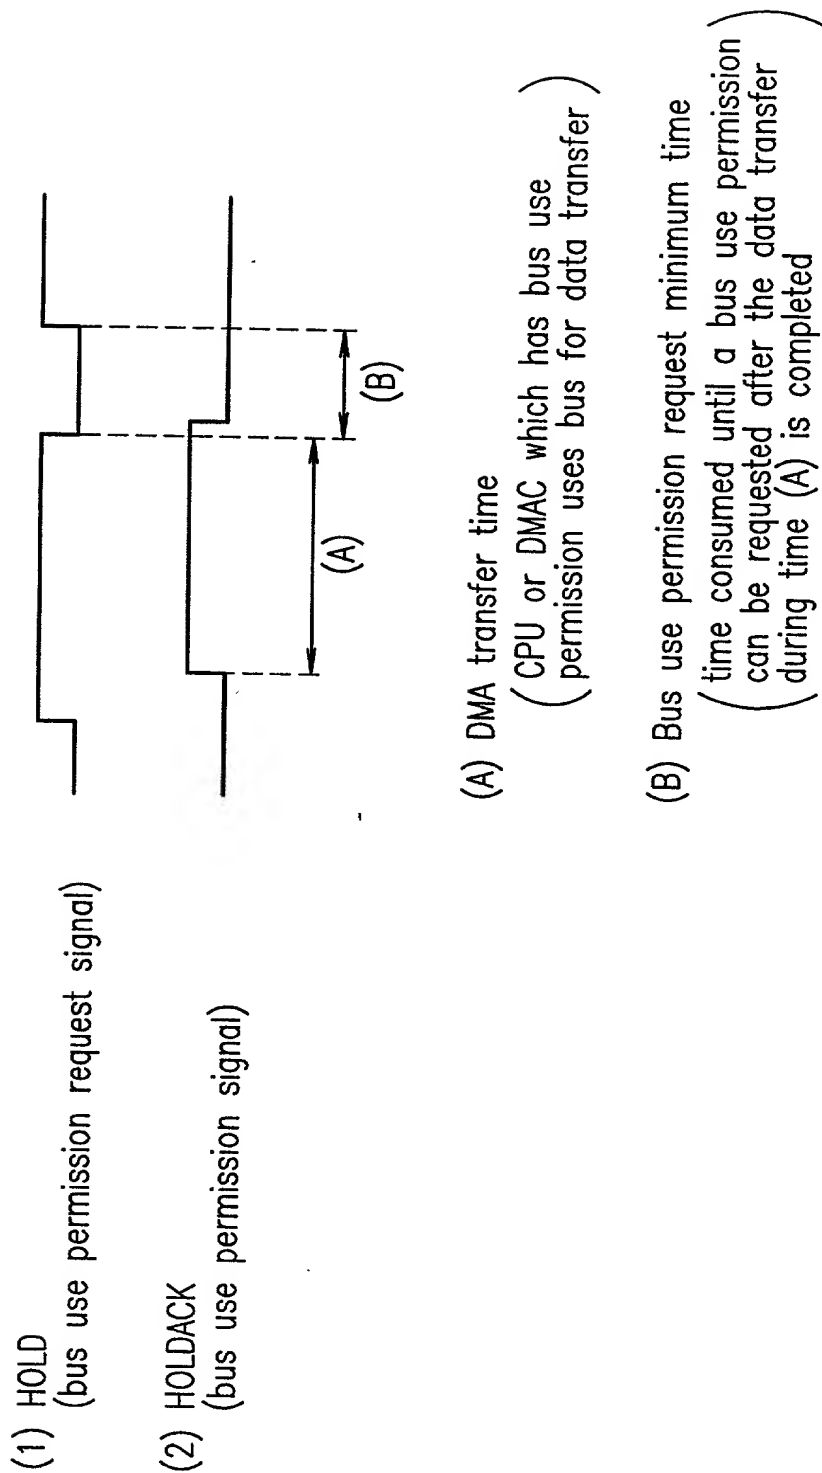 (1) HOLD
(bus use permission request signal)
(2) HOLDACK
(bus use permission signal)
(A)
(B)
(A) DMA transfer time
(CPU or DMAC which has bus use
permission uses bus for data transfer)
(B) Bus use permission request minimum time
(time consumed until a bus use permission
can be requested after the data transfer
during time (A) is completed)